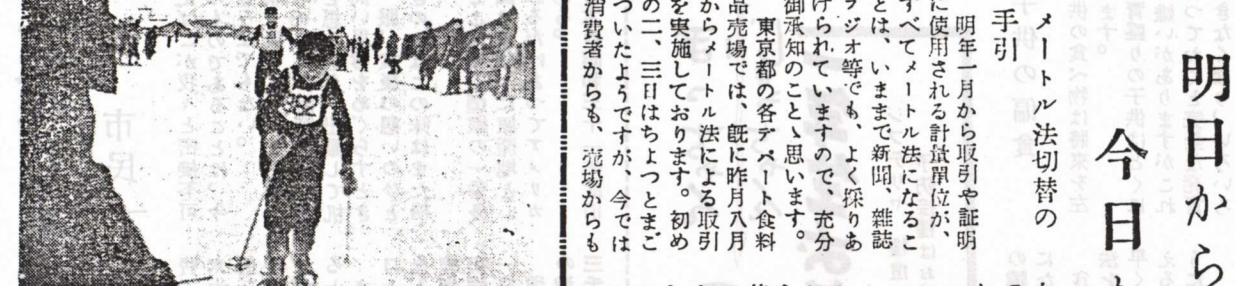 明日から
今日
メートル法切替の
手引
明年一月から取引や証明
に使用される計量單位が、
すべてメートル法になるこ
とは、いままで新聞、雑誌
ラジオ等でも、よく採りあ
げられていますので、充分
御承知のことゝ思います。
東京都の各デパート食料
品売場では、既に昨月八月
からメートル法による取引
を実施しております。初め
の二、三日はちょつとまご
ついたようですが、今では
消費者からも、売場からも
392